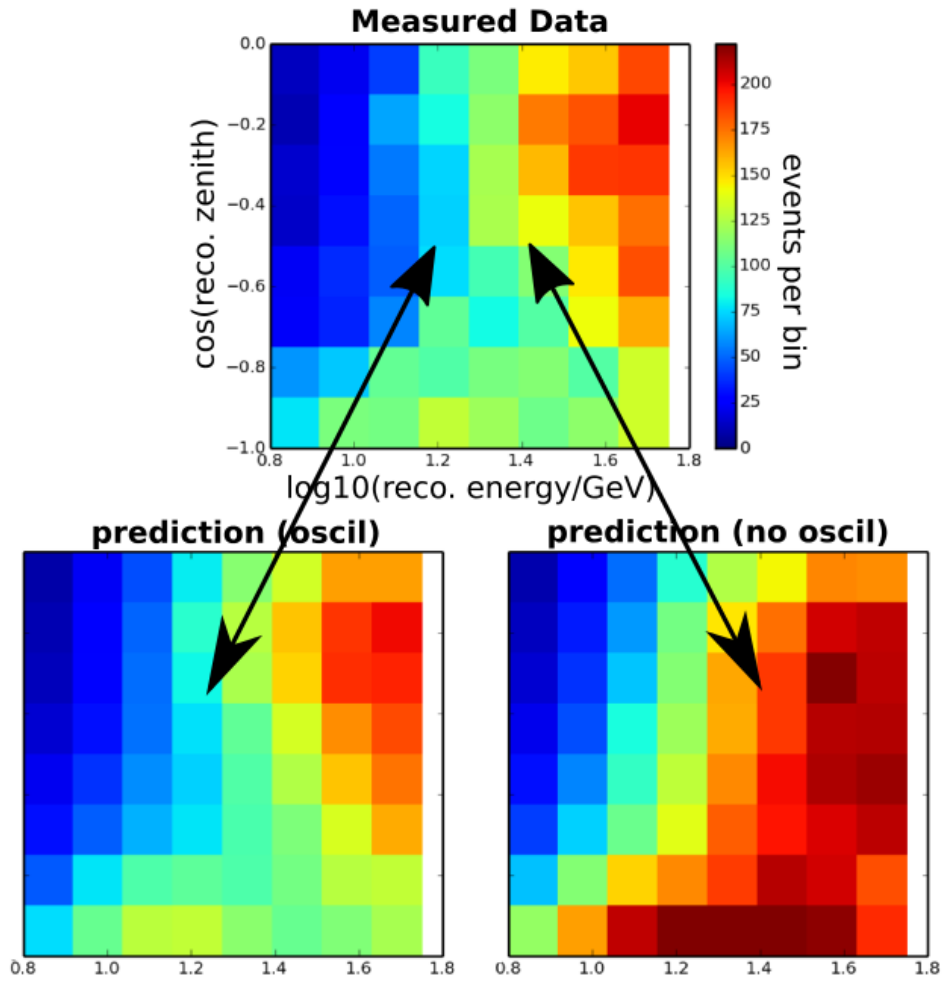 Measured Data
0.0
−0.2
−0.4
−0.6
−0.8
−1.0
cos(reco. zenith)
0.8 1.0 1.2 1.4 1.6 1.8
log10(reco. energy/GeV)
200
175
150
125
100
75
50
25
0
events per bin
prediction (oscil)
prediction (no oscil)
0.8 1.0 1.2 1.4 1.6 1.8
0.8 1.0 1.2 1.4 1.6 1.8